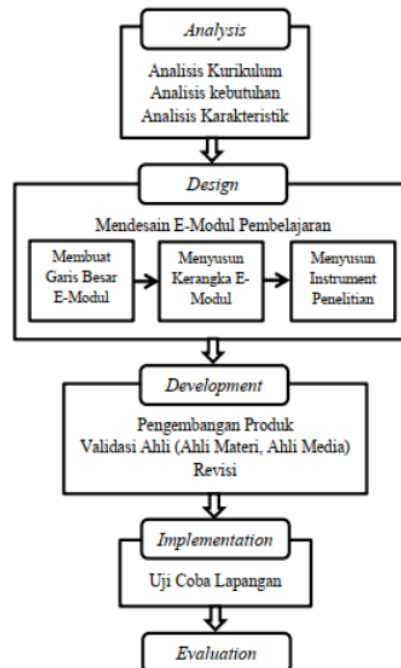 Analysis
Analisis Kurikulum
Analisis kebutuhan
Analisis Karakteristik
Design
Mendesain E-Modul Pembelajaran
Membuat
Garis Besar
E-Modul
Menyusun
Kerangka E-
Modul
Menyusun
Instrument
Penelitian
Development
Pengembangan Produk
Validasi Ahli (Ahli Materi, Ahli Media)
Revisi
Implementation
Uji Coba Lapangan
Evaluation